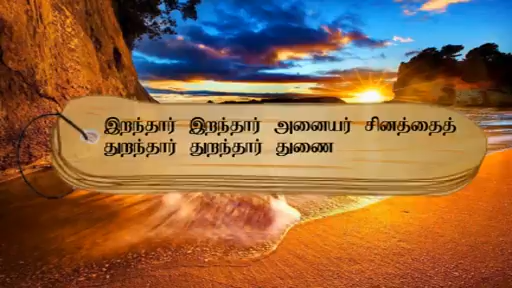 இறந்தார் இறந்தார் அனையர் சினத்தைத்
துறந்தார் துறந்தார் துணை